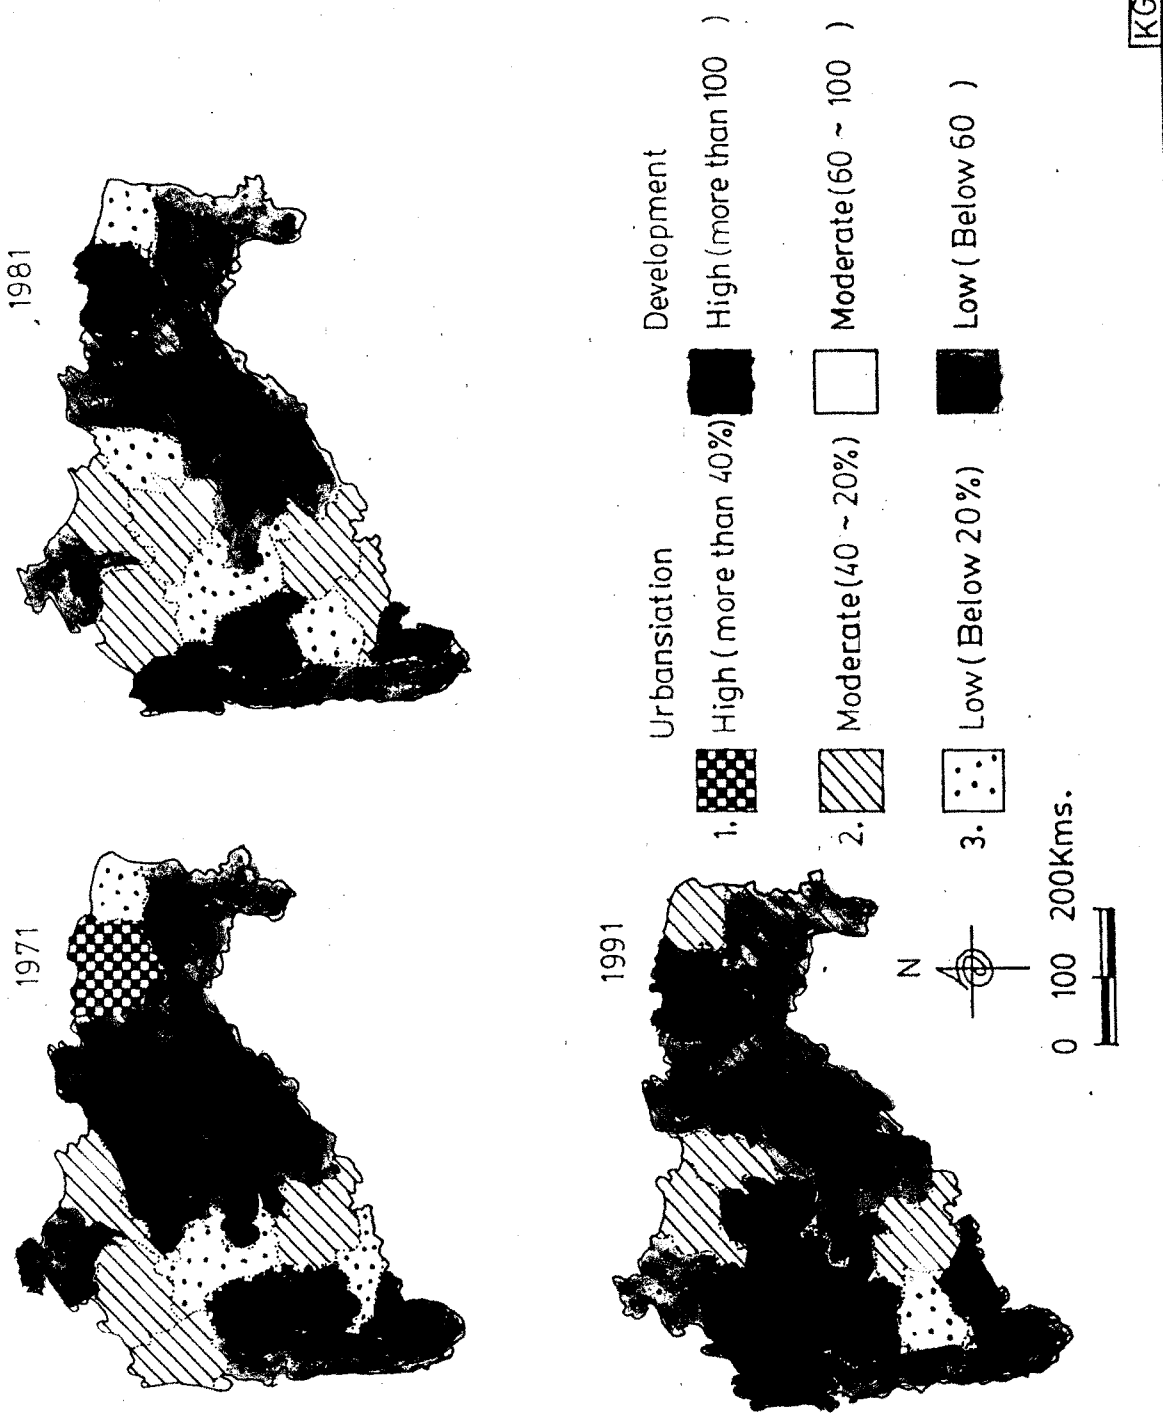 1971
1981
1991
N
0 100 200Kms.
Urbansiation
1. High (more than 40%)
2. Moderate (40 ~ 20%)
3. Low (Below 20%)
Development
High (more than 100 )
Moderate (60 ~ 100 )
Low (Below 60 )
KG